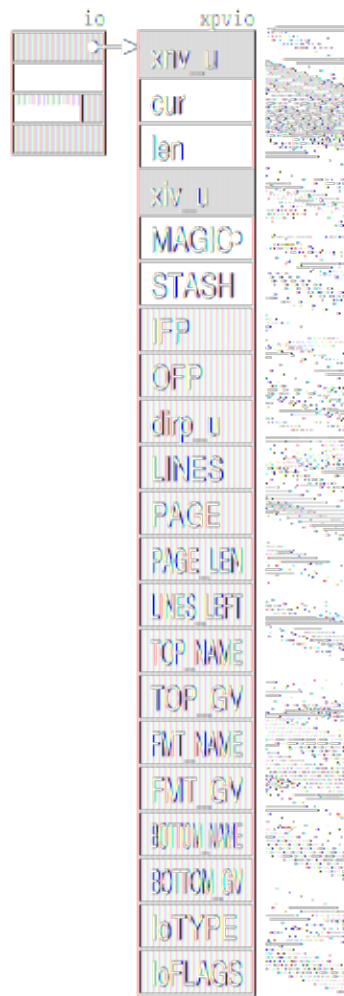 io xpvio
xnv_u
cur
len
xiv_u
MAGIC
STASH
IFP
OFP
dirp_u
LINES
PAGE
PAGE_LEN
LINES_LEFT
TOP_NAME
TOP_GV
FMT_NAME
FMT_GV
BOTTOM_NAME
BOTTOM_GV
IoTYPE
IoFLAGS